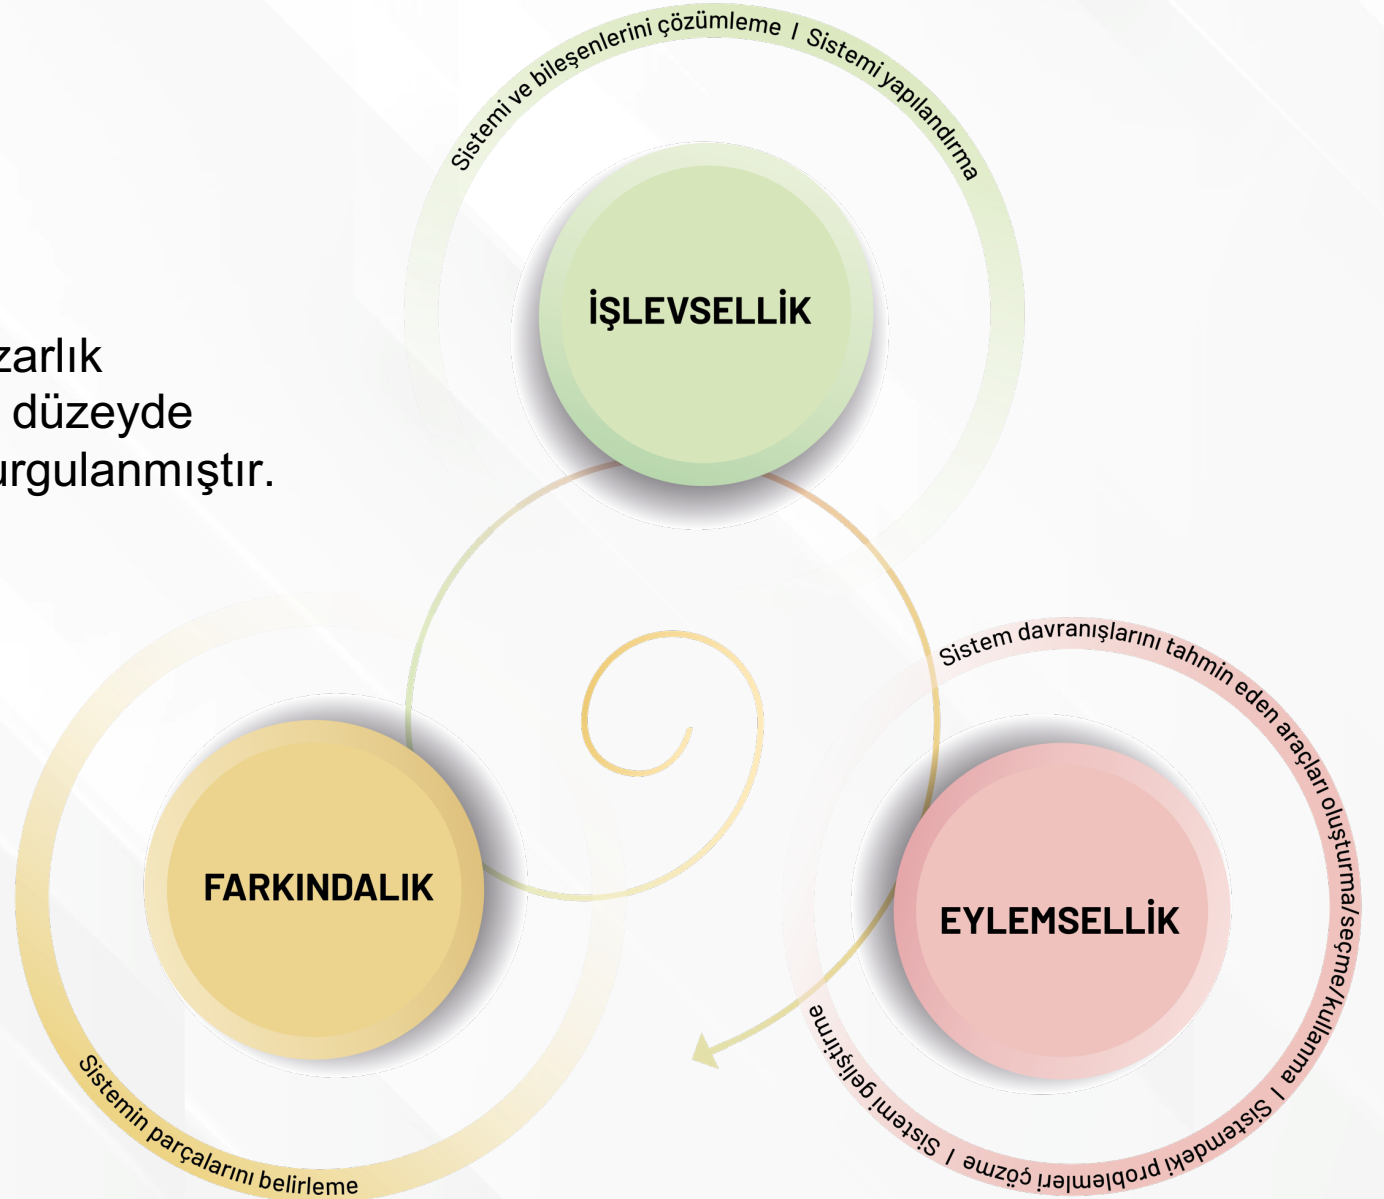 Sistemi ve bileşenlerini çözümleme I Sistemi yapılandırma
İŞLEVSELLİK
zarlık
düzeyde
urgulanmıştır.
Sistem davranışlarını tahmin eden araçları oluşturma/seçme/kullanma I Sistemdeki problemleri çözme I Sistemi geliştirme
FARKINDALIK
EYLEMSELLİK
Sistemin parçalarını belirleme